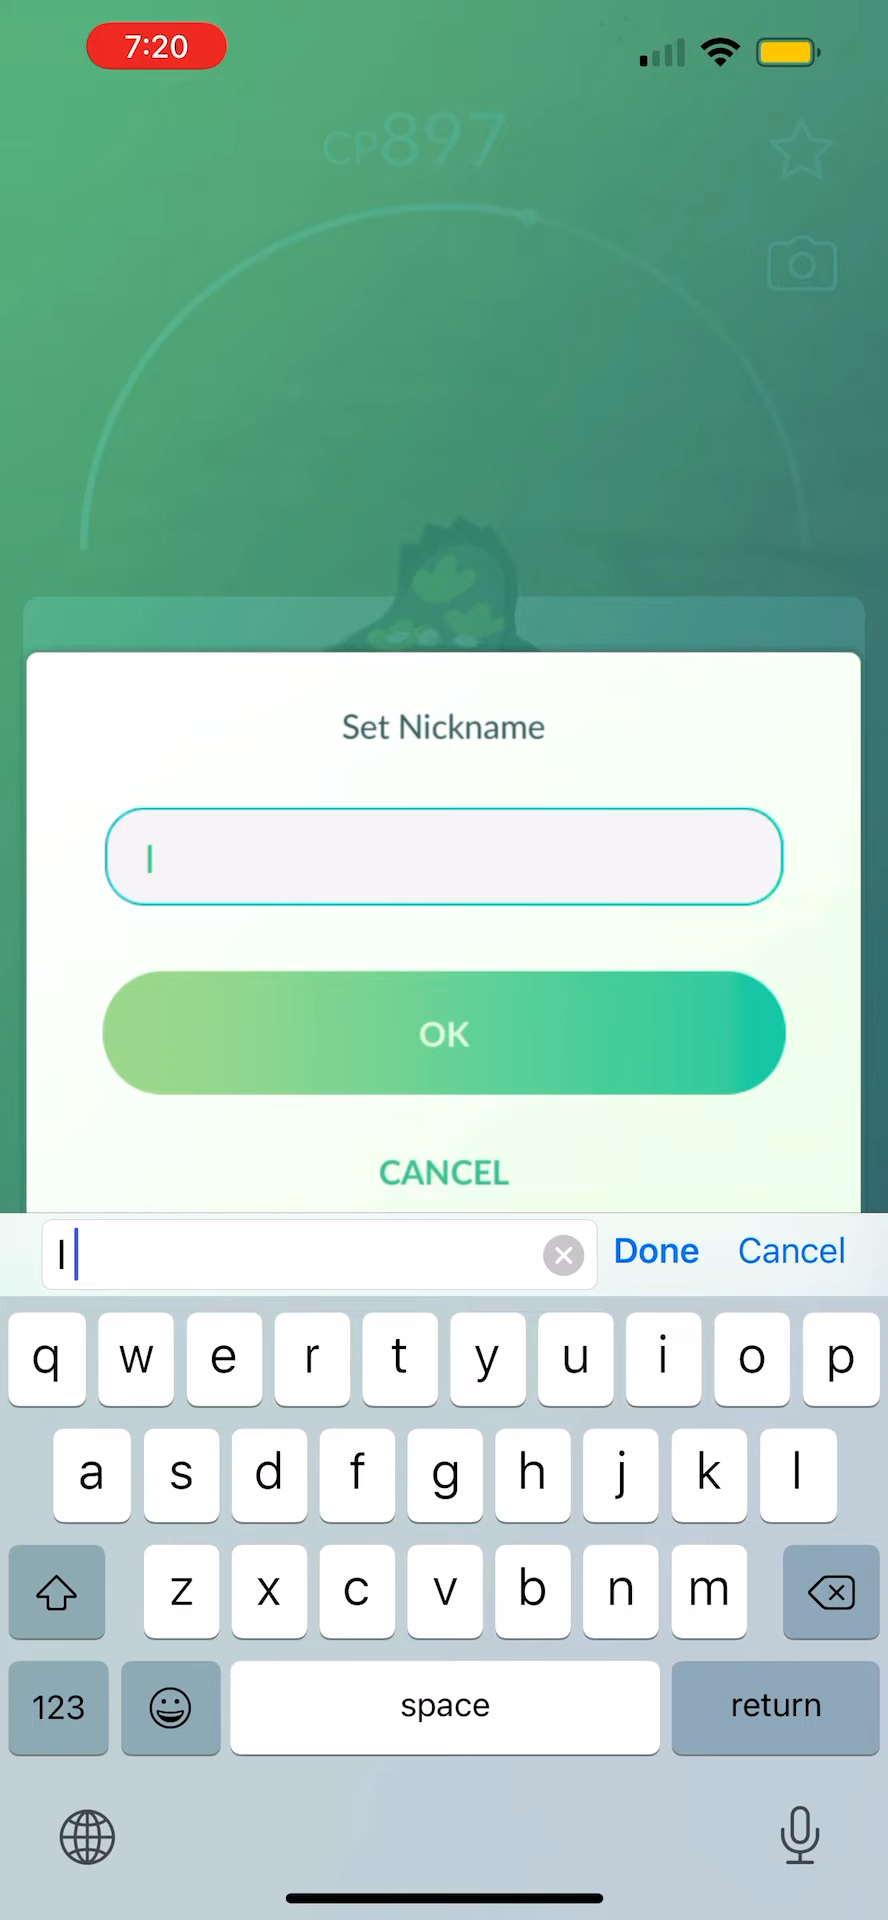 7:20
CP897
Set Nickname
I
OK
CANCEL
I
Done Cancel
q w e r t y u i o p
a s d f g h j k l
z x c v b n m
123 space return